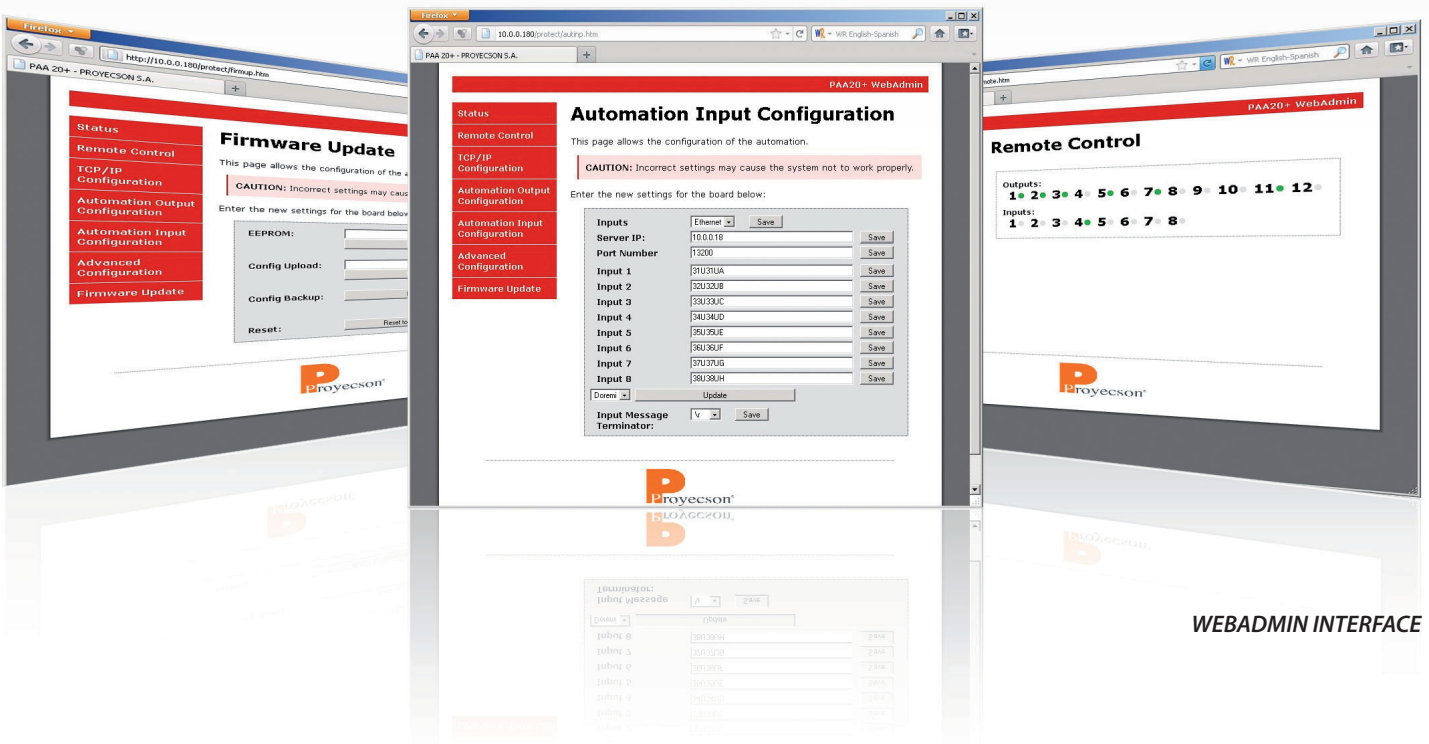 Firefox
http://10.0.0.180/protect/firmup.htm
PAA 20+ - PROYECSON S.A.
Status
Remote Control
TCP/IP
Configuration
Automation Output
Configuration
Automation Input
Configuration
Advanced
Configuration
Firmware Update
Firmware Update
This page allows the configuration of the
CAUTION: Incorrect settings may
Enter the new settings for the board below
EEPROM:
Config Upload:
Config Backup:
Reset:
Reset to
Proyecson
Firefox
10.0.0.180/protect/autinp.htm
WR English-Spanish
PAA 20+ - PROYECSON S.A.
PAA20+ WebAdmin
Status
Remote Control
TCP/IP
Configuration
Automation Output
Configuration
Automation Input
Configuration
Advanced
Configuration
Firmware Update
Automation Input Configuration
This page allows the configuration of the automation.
CAUTION: Incorrect settings may cause the system not to work properly.
Enter the new settings for the board below:
Inputs Ethernet Save
Server IP: 10.0.0.18 Save
Port Number 13200 Save
Input 1 31U31UA Save
Input 2 32U32UB Save
Input 3 33U33UC Save
Input 4 34U34UD Save
Input 5 35U35UE Save
Input 6 36U36UF Save
Input 7 37U37UG Save
Input 8 38U38UH Save
Doremi Update
Input Message Terminator: \r Save
Proyecson
WR English-Spanish
PAA20+ WebAdmin
Remote Control
Outputs:
1 2 3 4 5 6 7 8 9 10 11 12
Inputs:
1 2 3 4 5 6 7 8
Proyecson
WEBADMIN INTERFACE